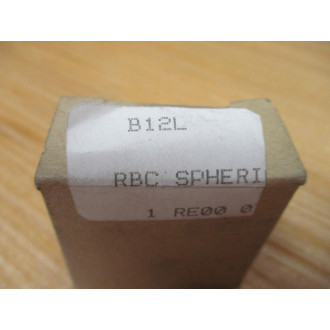 B12L
RBC SPHERI
1 RE00 0